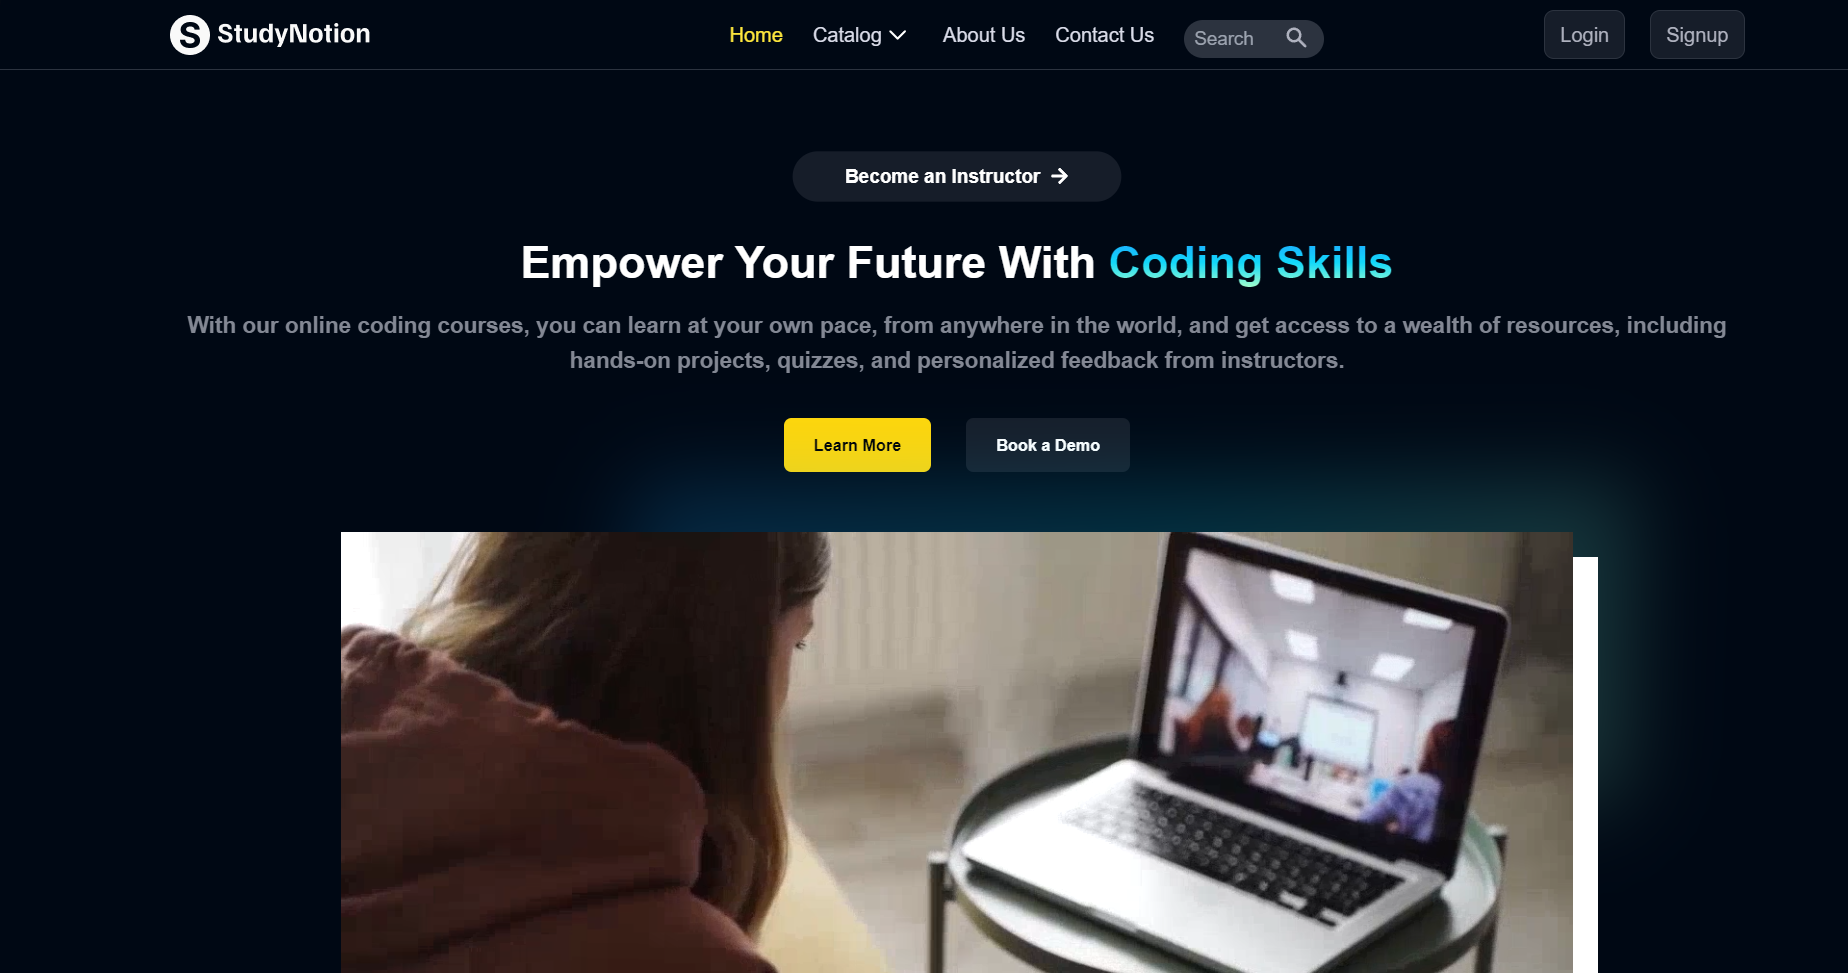 StudyNotion
Home
Catalog
About Us
Contact Us
Search
Login
Signup
Become an Instructor
Empower Your Future With Coding Skills
With our online coding courses, you can learn at your own pace, from anywhere in the world, and get access to a wealth of resources, including
hands-on projects, quizzes, and personalized feedback from instructors.
Learn More
Book a Demo